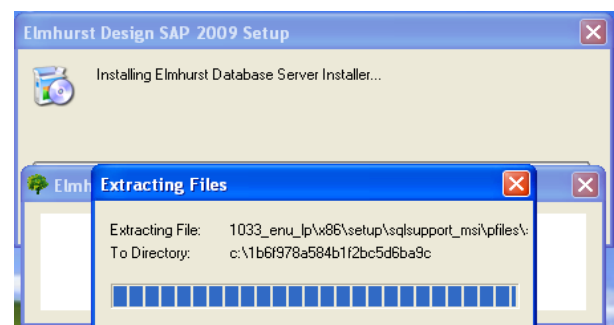 Elmhurst Design SAP 2009 Setup
Installing Elmhurst Database Server Installer...
Elmh
Extracting Files
Extracting File: 1033_enu_lp\x86\setup\sqlsupport_msi\pfiles\
To Directory: c:\1b6f978a584b1f2bc5d6ba9c